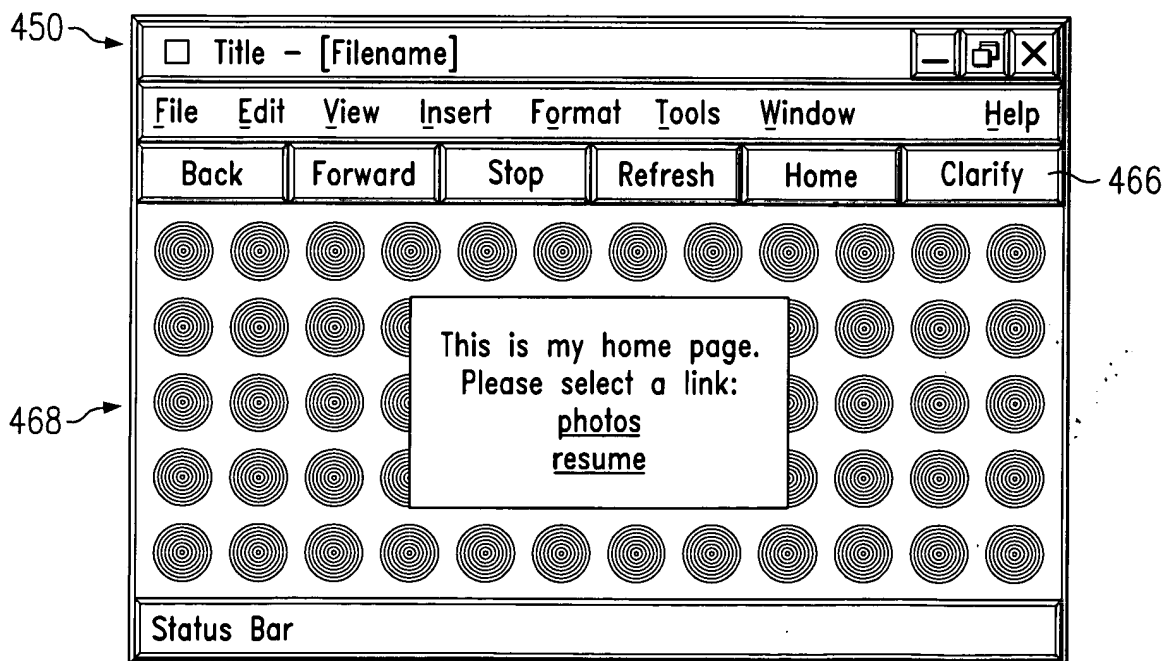 450
Title – [Filename]
File Edit View Insert Format Tools Window Help
Back Forward Stop Refresh Home Clarify
466
This is my home page.
Please select a link:
photos
resume
468
Status Bar